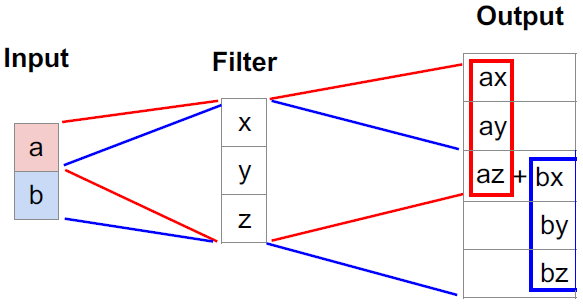 Output
Input
Filter
a
b
x
y
z
ax
ay
az + bx
by
bz